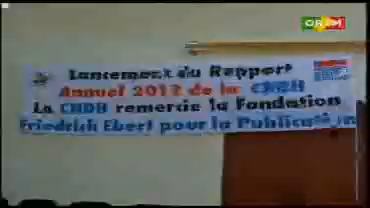 ORTM
Lancement du Rapport
Annuel 2012 de la CNDH
La CNDH remercie la Fondation
Friedrich Ebert pour la Publication